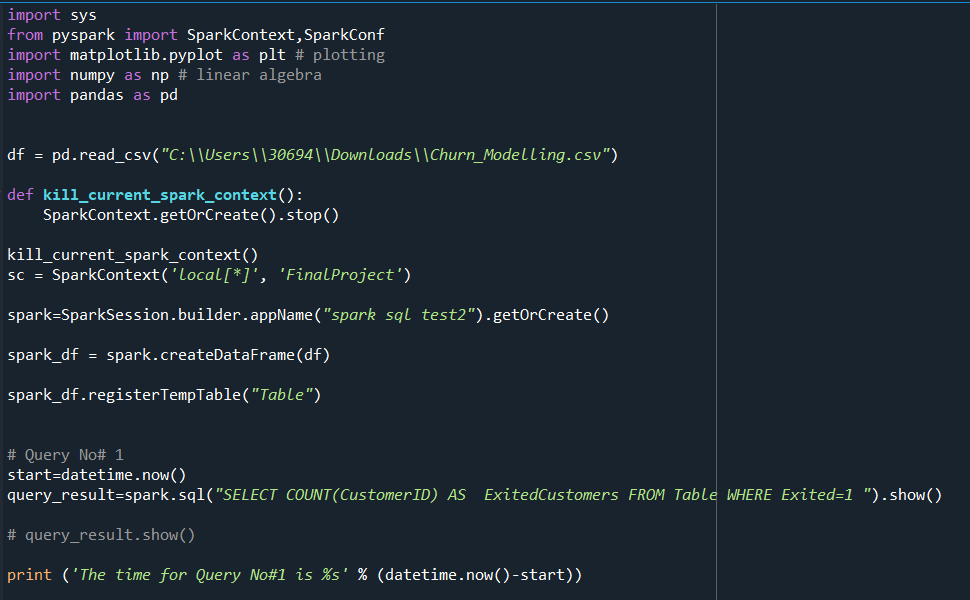 import sys
from pyspark import SparkContext,SparkConf
import matplotlib.pyplot as plt # plotting
import numpy as np # linear algebra
import pandas as pd
df = pd.read_csv("C:\\Users\\30694\\Downloads\\Churn_Modelling.csv")
def kill_current_spark_context():
    SparkContext.getOrCreate().stop()
kill_current_spark_context()
sc = SparkContext('local[*]', 'FinalProject')
spark=SparkSession.builder.appName("spark sql test2").getOrCreate()
spark_df = spark.createDataFrame(df)
spark_df.registerTempTable("Table")
# Query No# 1
start=datetime.now()
query_result=spark.sql("SELECT COUNT(CustomerID) AS  ExitedCustomers FROM Table WHERE Exited=1 ").show()
# query_result.show()
print ('The time for Query No#1 is %s' % (datetime.now()-start))